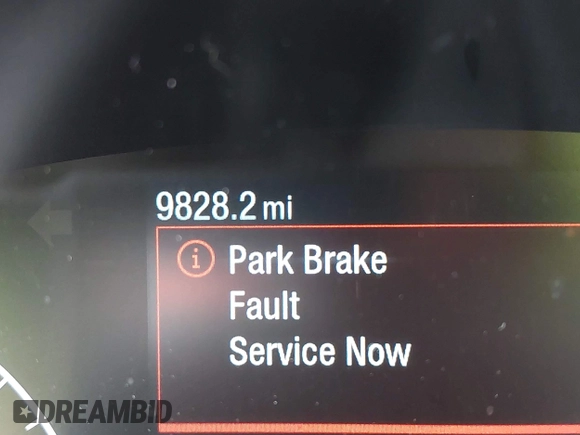 9828.2 mi
Park Brake
Fault
Service Now
DREAMBID